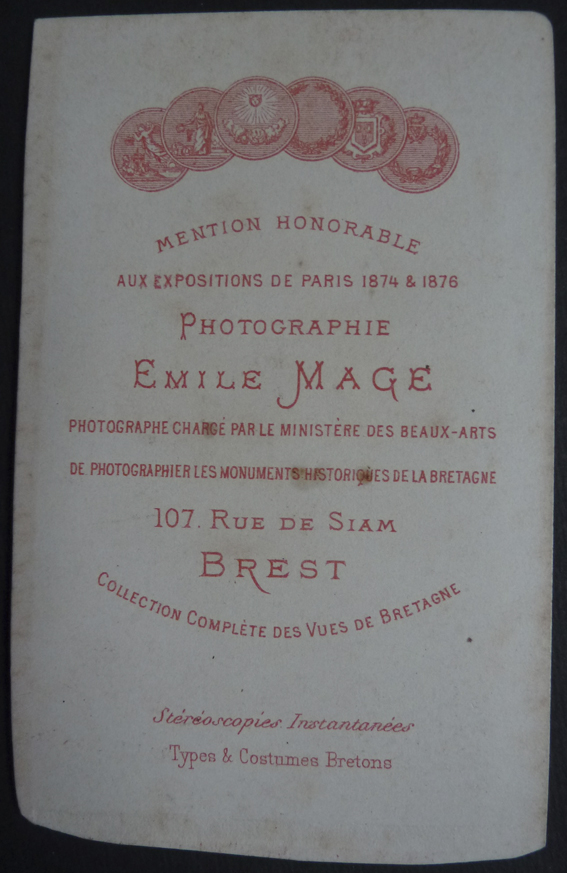 MENTION HONORABLE
AUX EXPOSITIONS DE PARIS 1874 & 1876
PHOTOGRAPHIE
EMILE MAGE
PHOTOGRAPHE CHARGÉ PAR LE MINISTÈRE DES BEAUX-ARTS
DE PHOTOGRAPHIER LES MONUMENTS HISTORIQUES DE LA BRETAGNE
107. RUE DE SIAM
BREST
COLLECTION COMPLÈTE DES VUES DE BRETAGNE
Stéréoscopies Instantanées
Types & Costumes Bretons